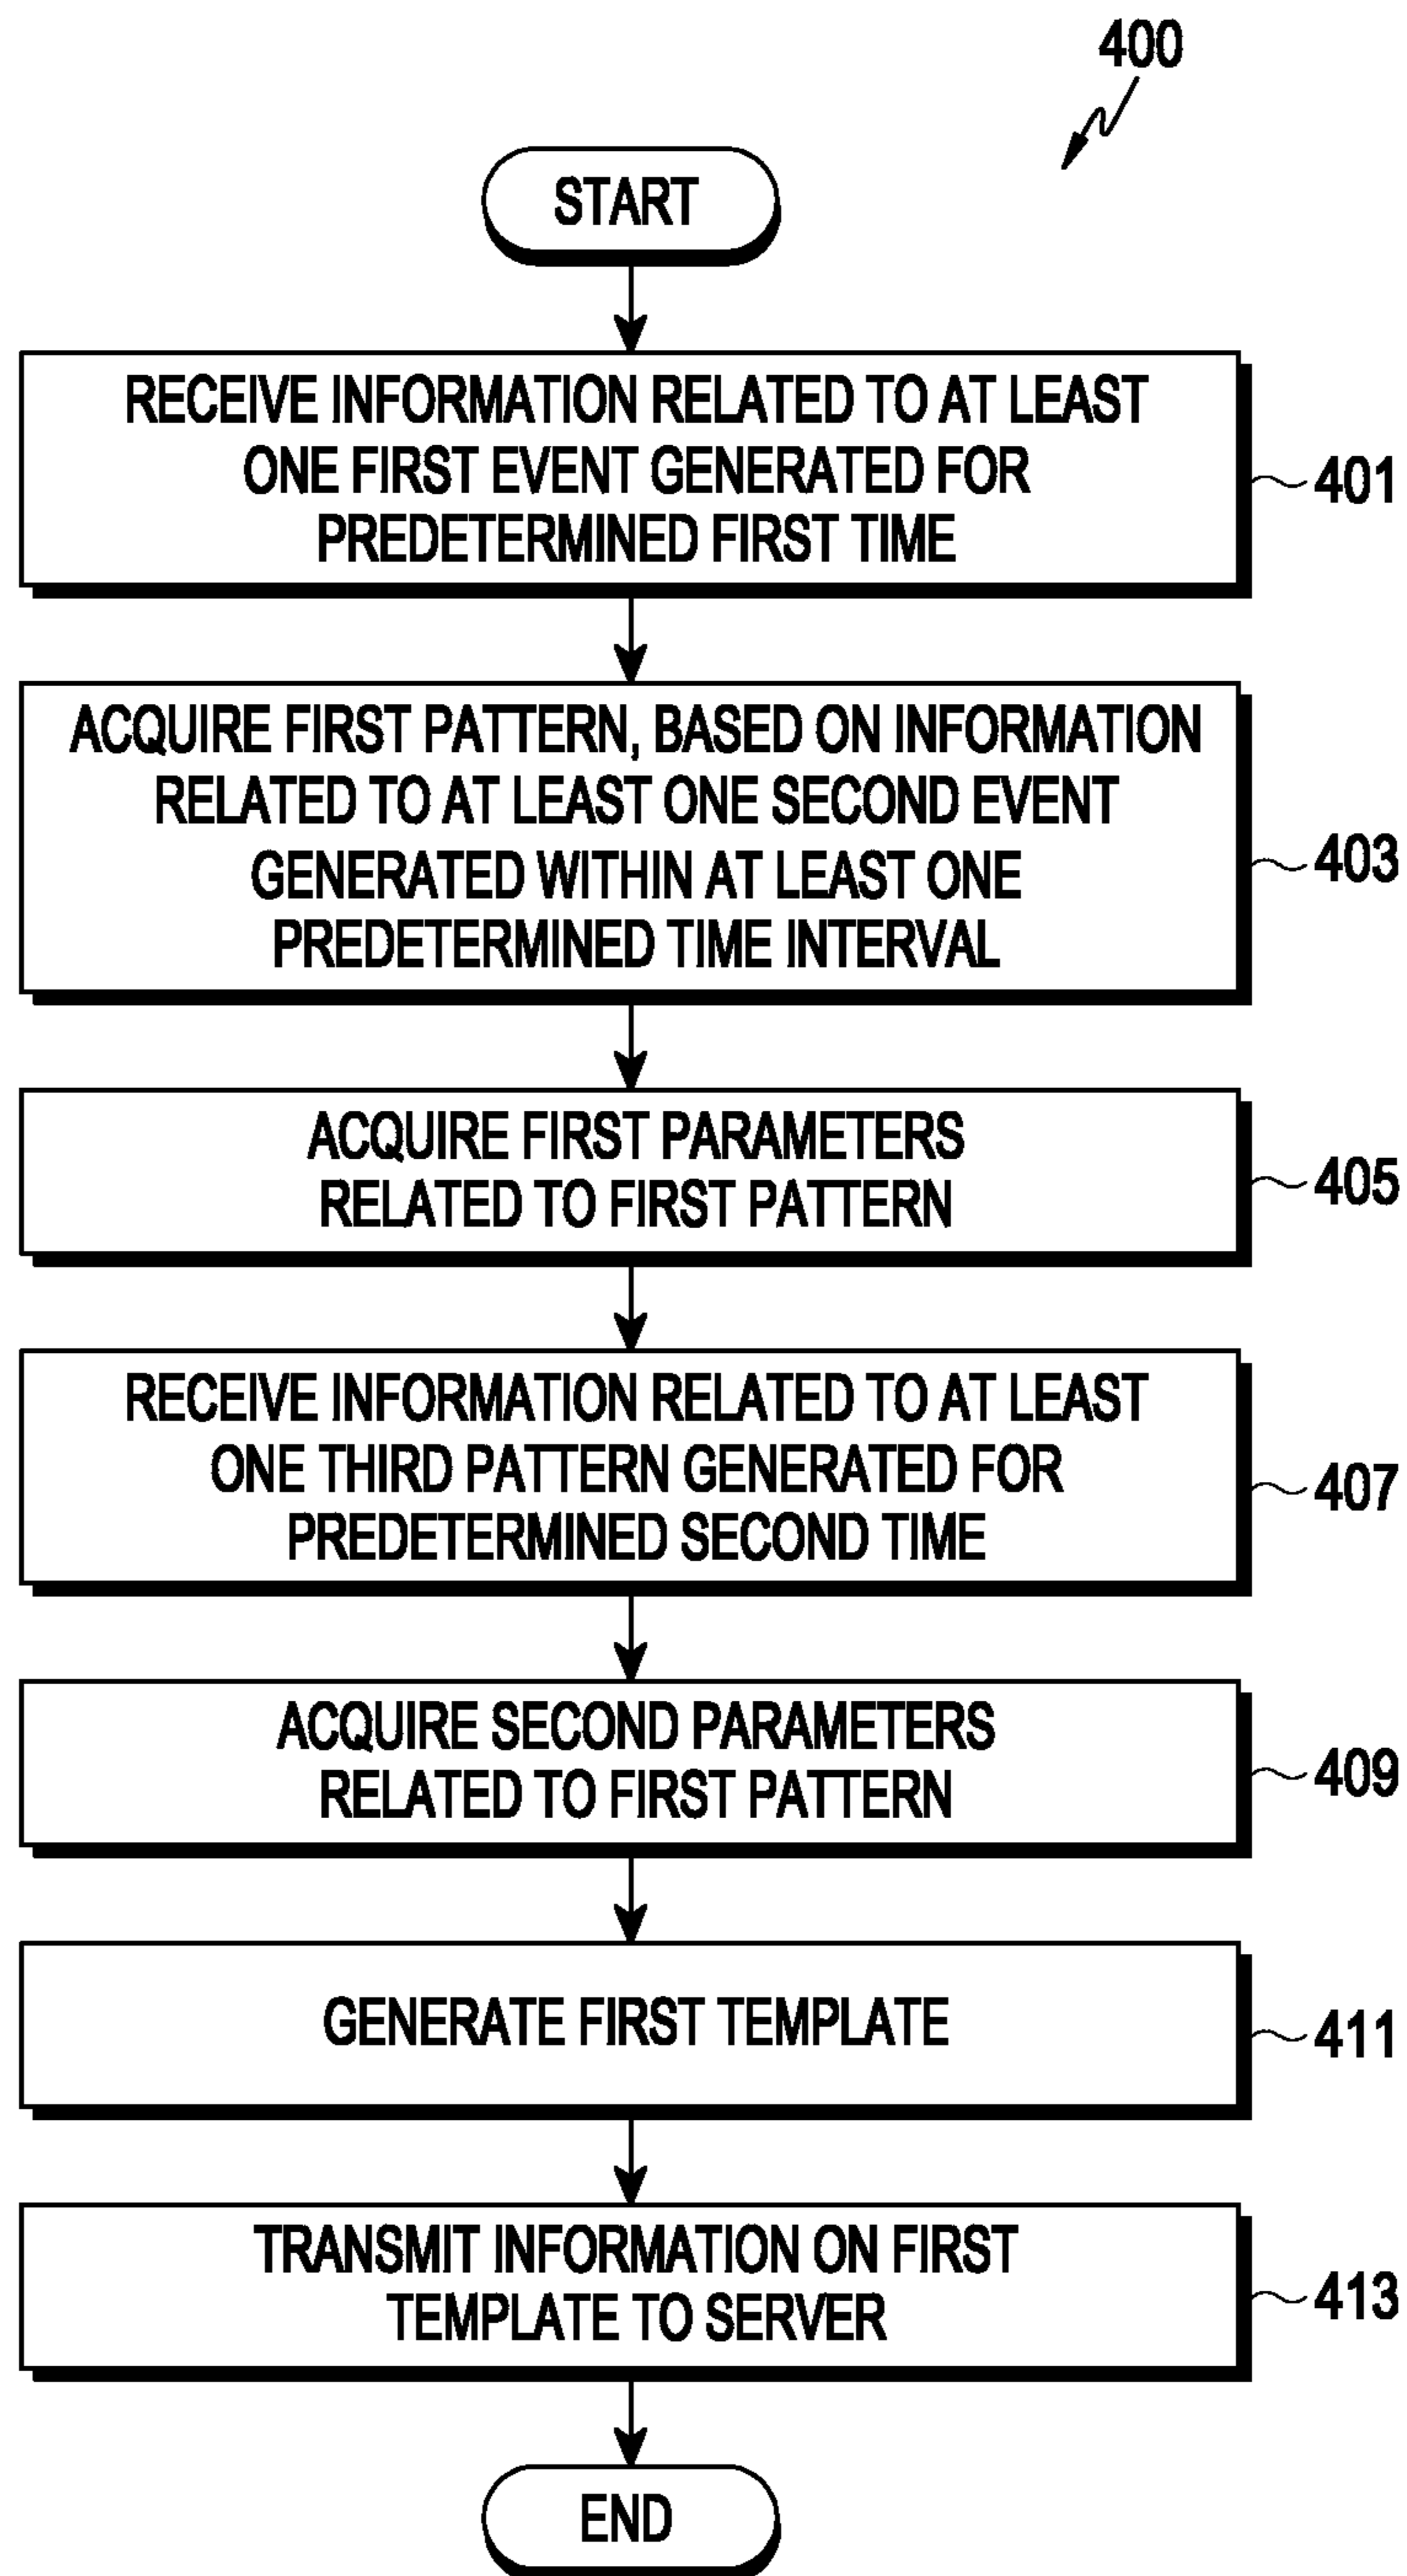 400
START
RECEIVE INFORMATION RELATED TO AT LEAST
ONE FIRST EVENT GENERATED FOR
PREDETERMINED FIRST TIME
401
ACQUIRE FIRST PATTERN, BASED ON INFORMATION
RELATED TO AT LEAST ONE SECOND EVENT
GENERATED WITHIN AT LEAST ONE
PREDETERMINED TIME INTERVAL
403
ACQUIRE FIRST PARAMETERS
RELATED TO FIRST PATTERN
405
RECEIVE INFORMATION RELATED TO AT LEAST
ONE THIRD PATTERN GENERATED FOR
PREDETERMINED SECOND TIME
407
ACQUIRE SECOND PARAMETERS
RELATED TO FIRST PATTERN
409
GENERATE FIRST TEMPLATE
411
TRANSMIT INFORMATION ON FIRST
TEMPLATE TO SERVER
413
END